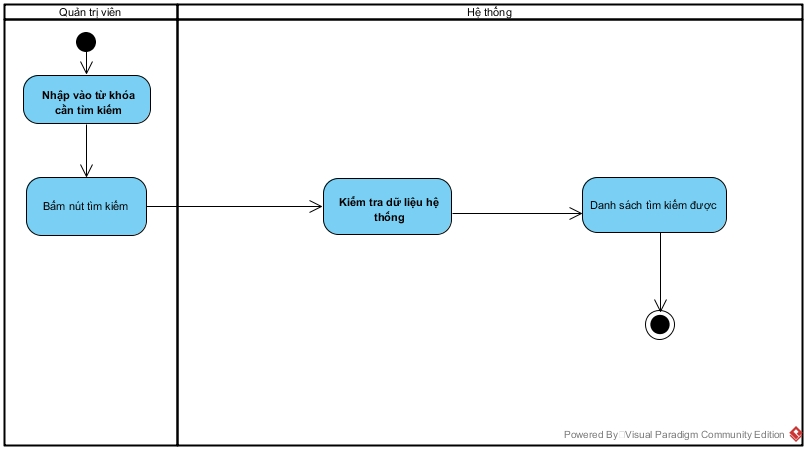 Quản trị viên
Hệ thống
Nhập vào từ khóa
cần tìm kiếm
Bấm nút tìm kiếm
Kiểm tra dữ liệu hệ
thống
Danh sách tìm kiếm được
Powered By Visual Paradigm Community Edition